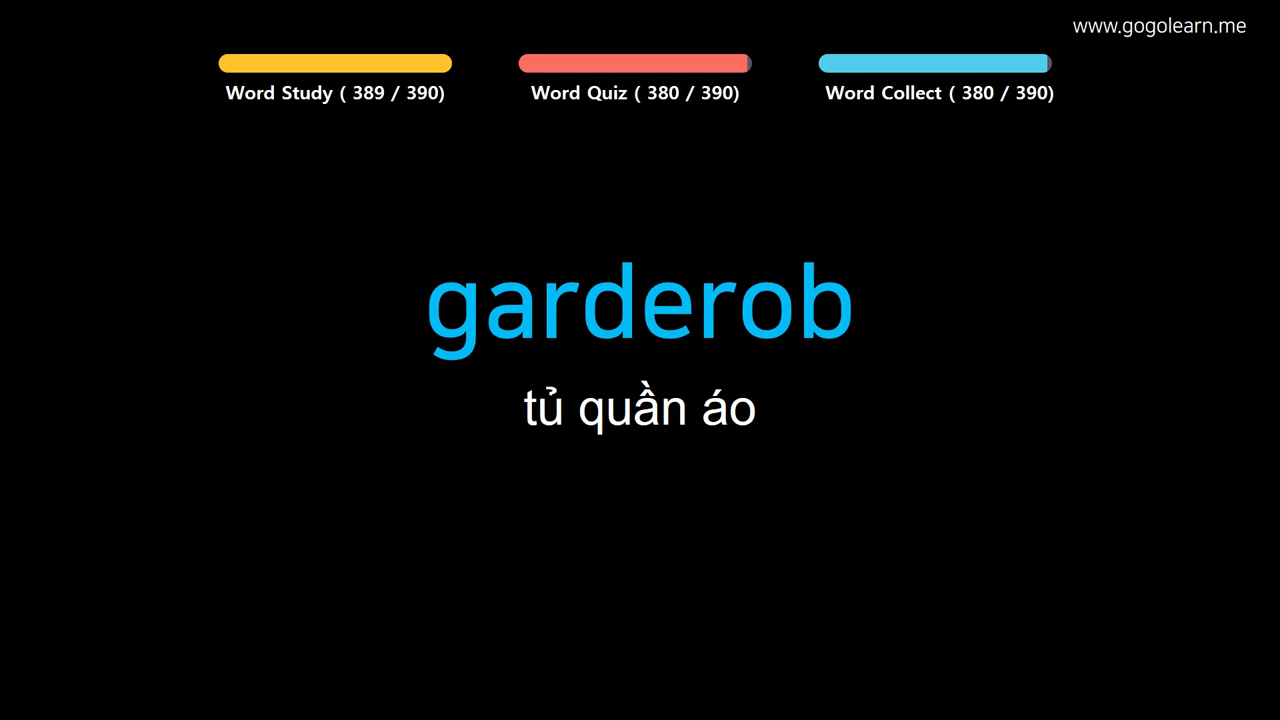 www.gogolearn.me
Word Study ( 389 / 390)
Word Quiz ( 380 / 390)
Word Collect ( 380 / 390)
garderob
tủ quần áo